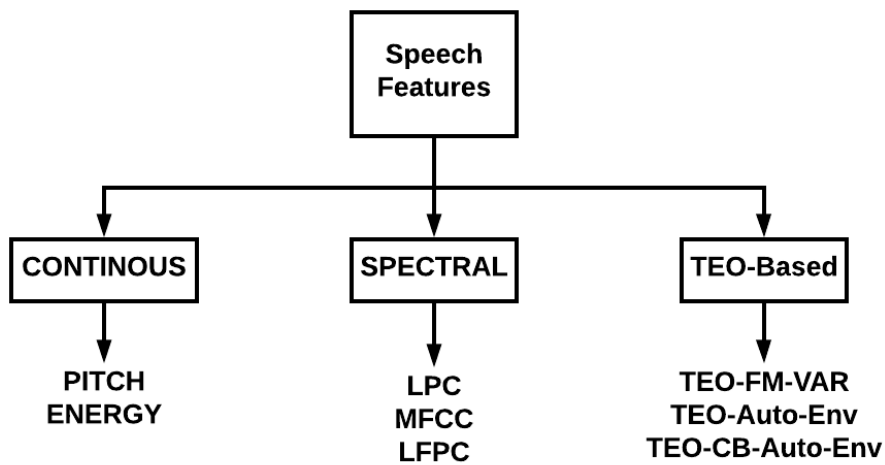 Speech
Features
CONTINOUS
SPECTRAL
TEO-Based
PITCH
ENERGY
LPC
MFCC
LFPC
TEO-FM-VAR
TEO-Auto-Env
TEO-CB-Auto-Env